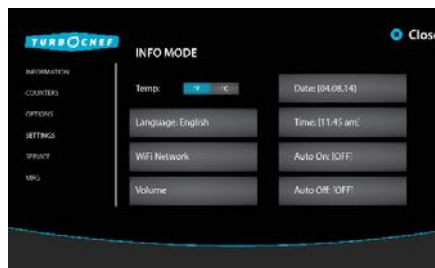 TURBOCHEF
Close
INFO MODE
INFORMATION
COUNTERS
OPTIONS
SETTINGS
SERVICE
MFG
Temp: °F °C
Language: English
WiFi Network
Volume
Date: [04.08.14]
Time: [11:45 am]
Auto On: [OFF]
Auto Off: [OFF]